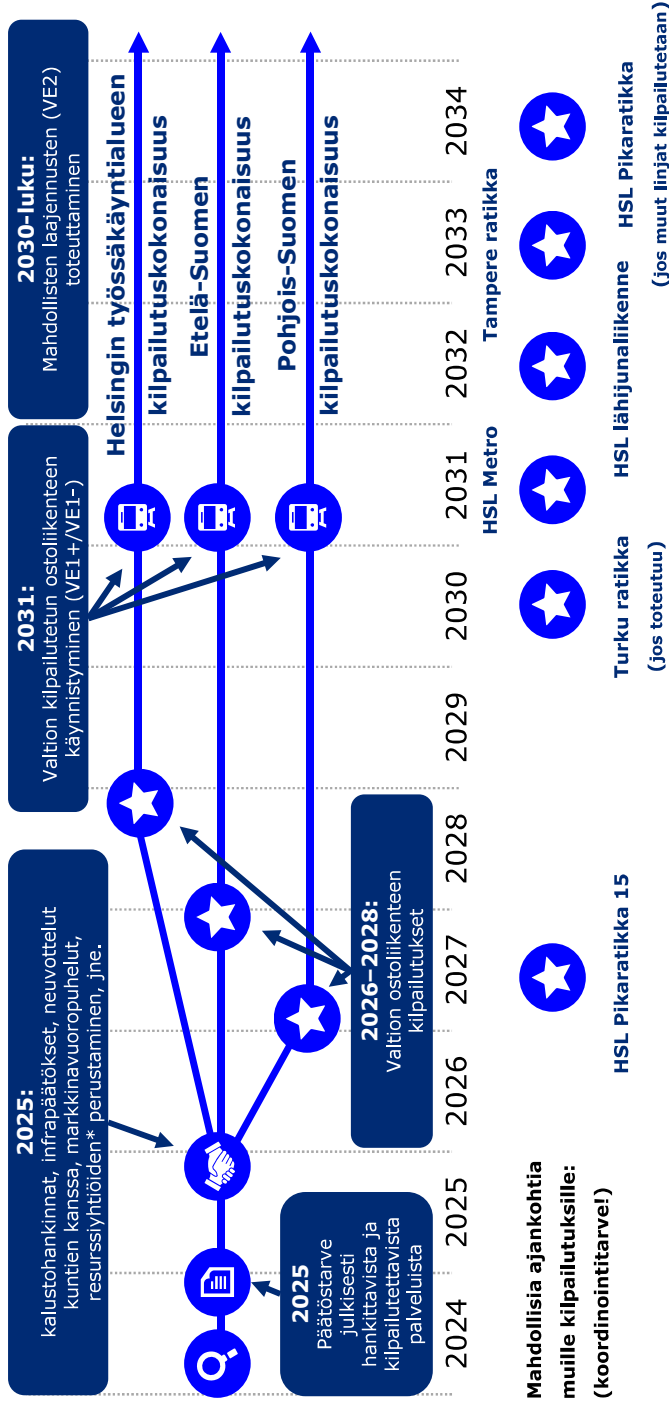 2025:
kalustohankinnat, infrapäätökset, neuvottelut
kuntien kanssa, markkinavuoropuhelut,
resurssiyhtiöiden* perustaminen, jne.
2031:
Valtion kilpailutetun ostoliikenteen
käynnistyminen (VE1+/VE1-)
2030-luku:
Mahdollisten laajennusten (VE2)
toteuttaminen
Helsingin työssäkäyntialueen
kilpailutuskokonaisuus
Etelä-Suomen
kilpailutuskokonaisuus
Pohjois-Suomen
kilpailutuskokonaisuus
2025
Päätöstarve
julkisesti
hankittavista ja
kilpailutettavista
palveluista
2026–2028:
Valtion ostoliikenteen
kilpailutukset
2024
2025
2026
2027
2028
2029
2030
2031
2032
2033
2034
Mahdollisia ajankohtia
muille kilpailutuksille:
(koordinointitarve!)
HSL Metro
Tampere ratikka
HSL Pikaratikka 15
Turku ratikka
(jos toteutuu)
HSL lähijunaliikenne
HSL Pikaratikka
(jos muut linjat kilpailutetaan)